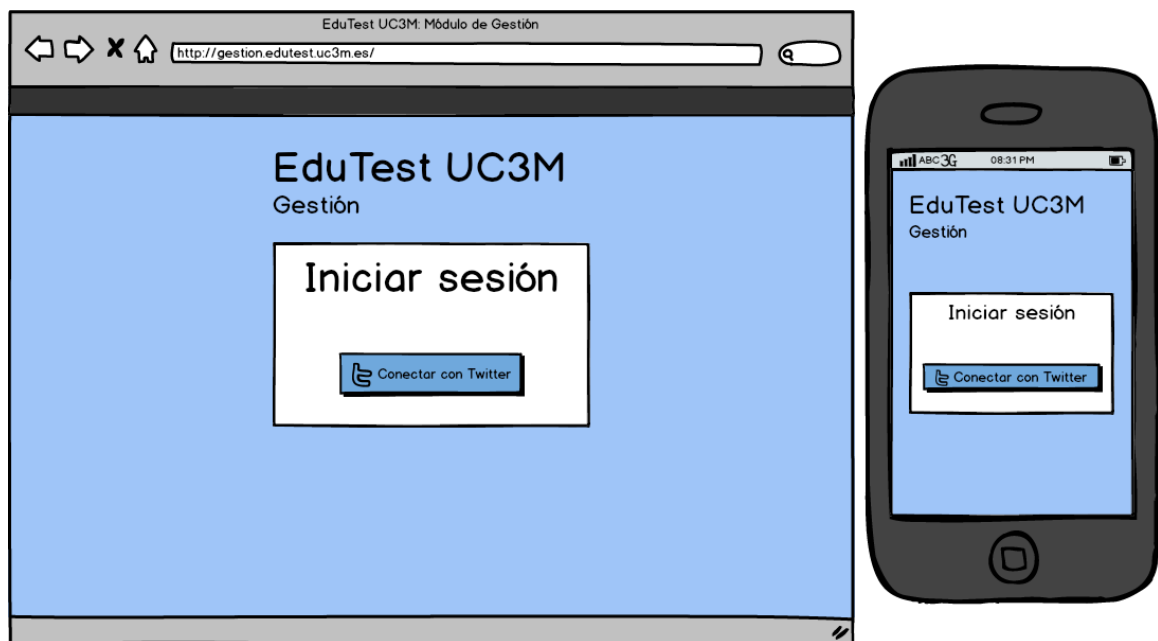 EduTest UC3M: Módulo de Gestión
http://gestion.edutest.uc3m.es/
EduTest UC3M
Gestión
Iniciar sesión
Conectar con Twitter
ABC 3G 08:31 PM
EduTest UC3M
Gestión
Iniciar sesión
Conectar con Twitter